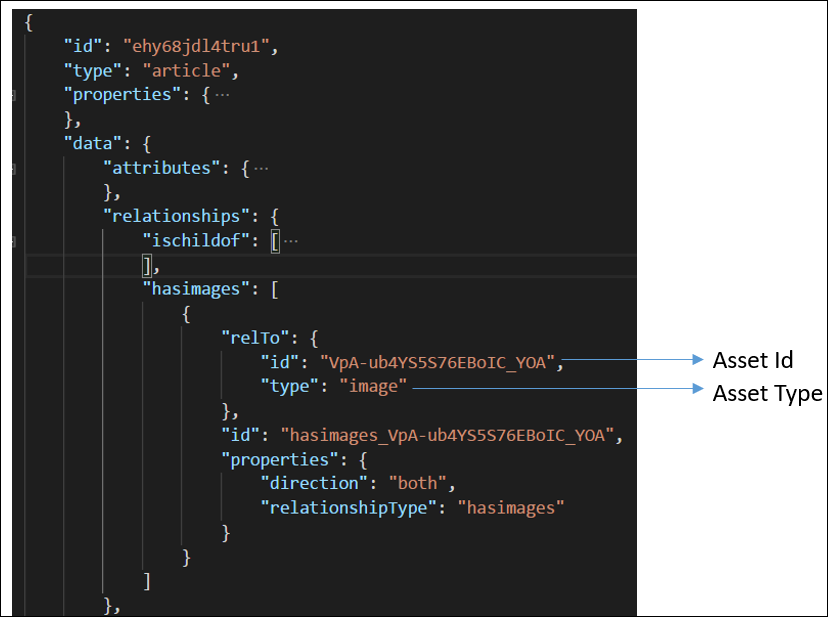 {
"id": "ehy68jdl4tru1",
"type": "article",
"properties": { ...
},
"data": {
"attributes": { ...
},
"relationships": {
"ischildof": [ ...
],
"hasimages": [
{
"relTo": {
"id": "VpA-ub4YS5S76EBoIC_YOA", Asset Id
"type": "image" Asset Type
},
"id": "hasimages_VpA-ub4YS5S76EBoIC_YOA",
"properties": {
"direction": "both",
"relationshipType": "hasimages"
}
}
]
},